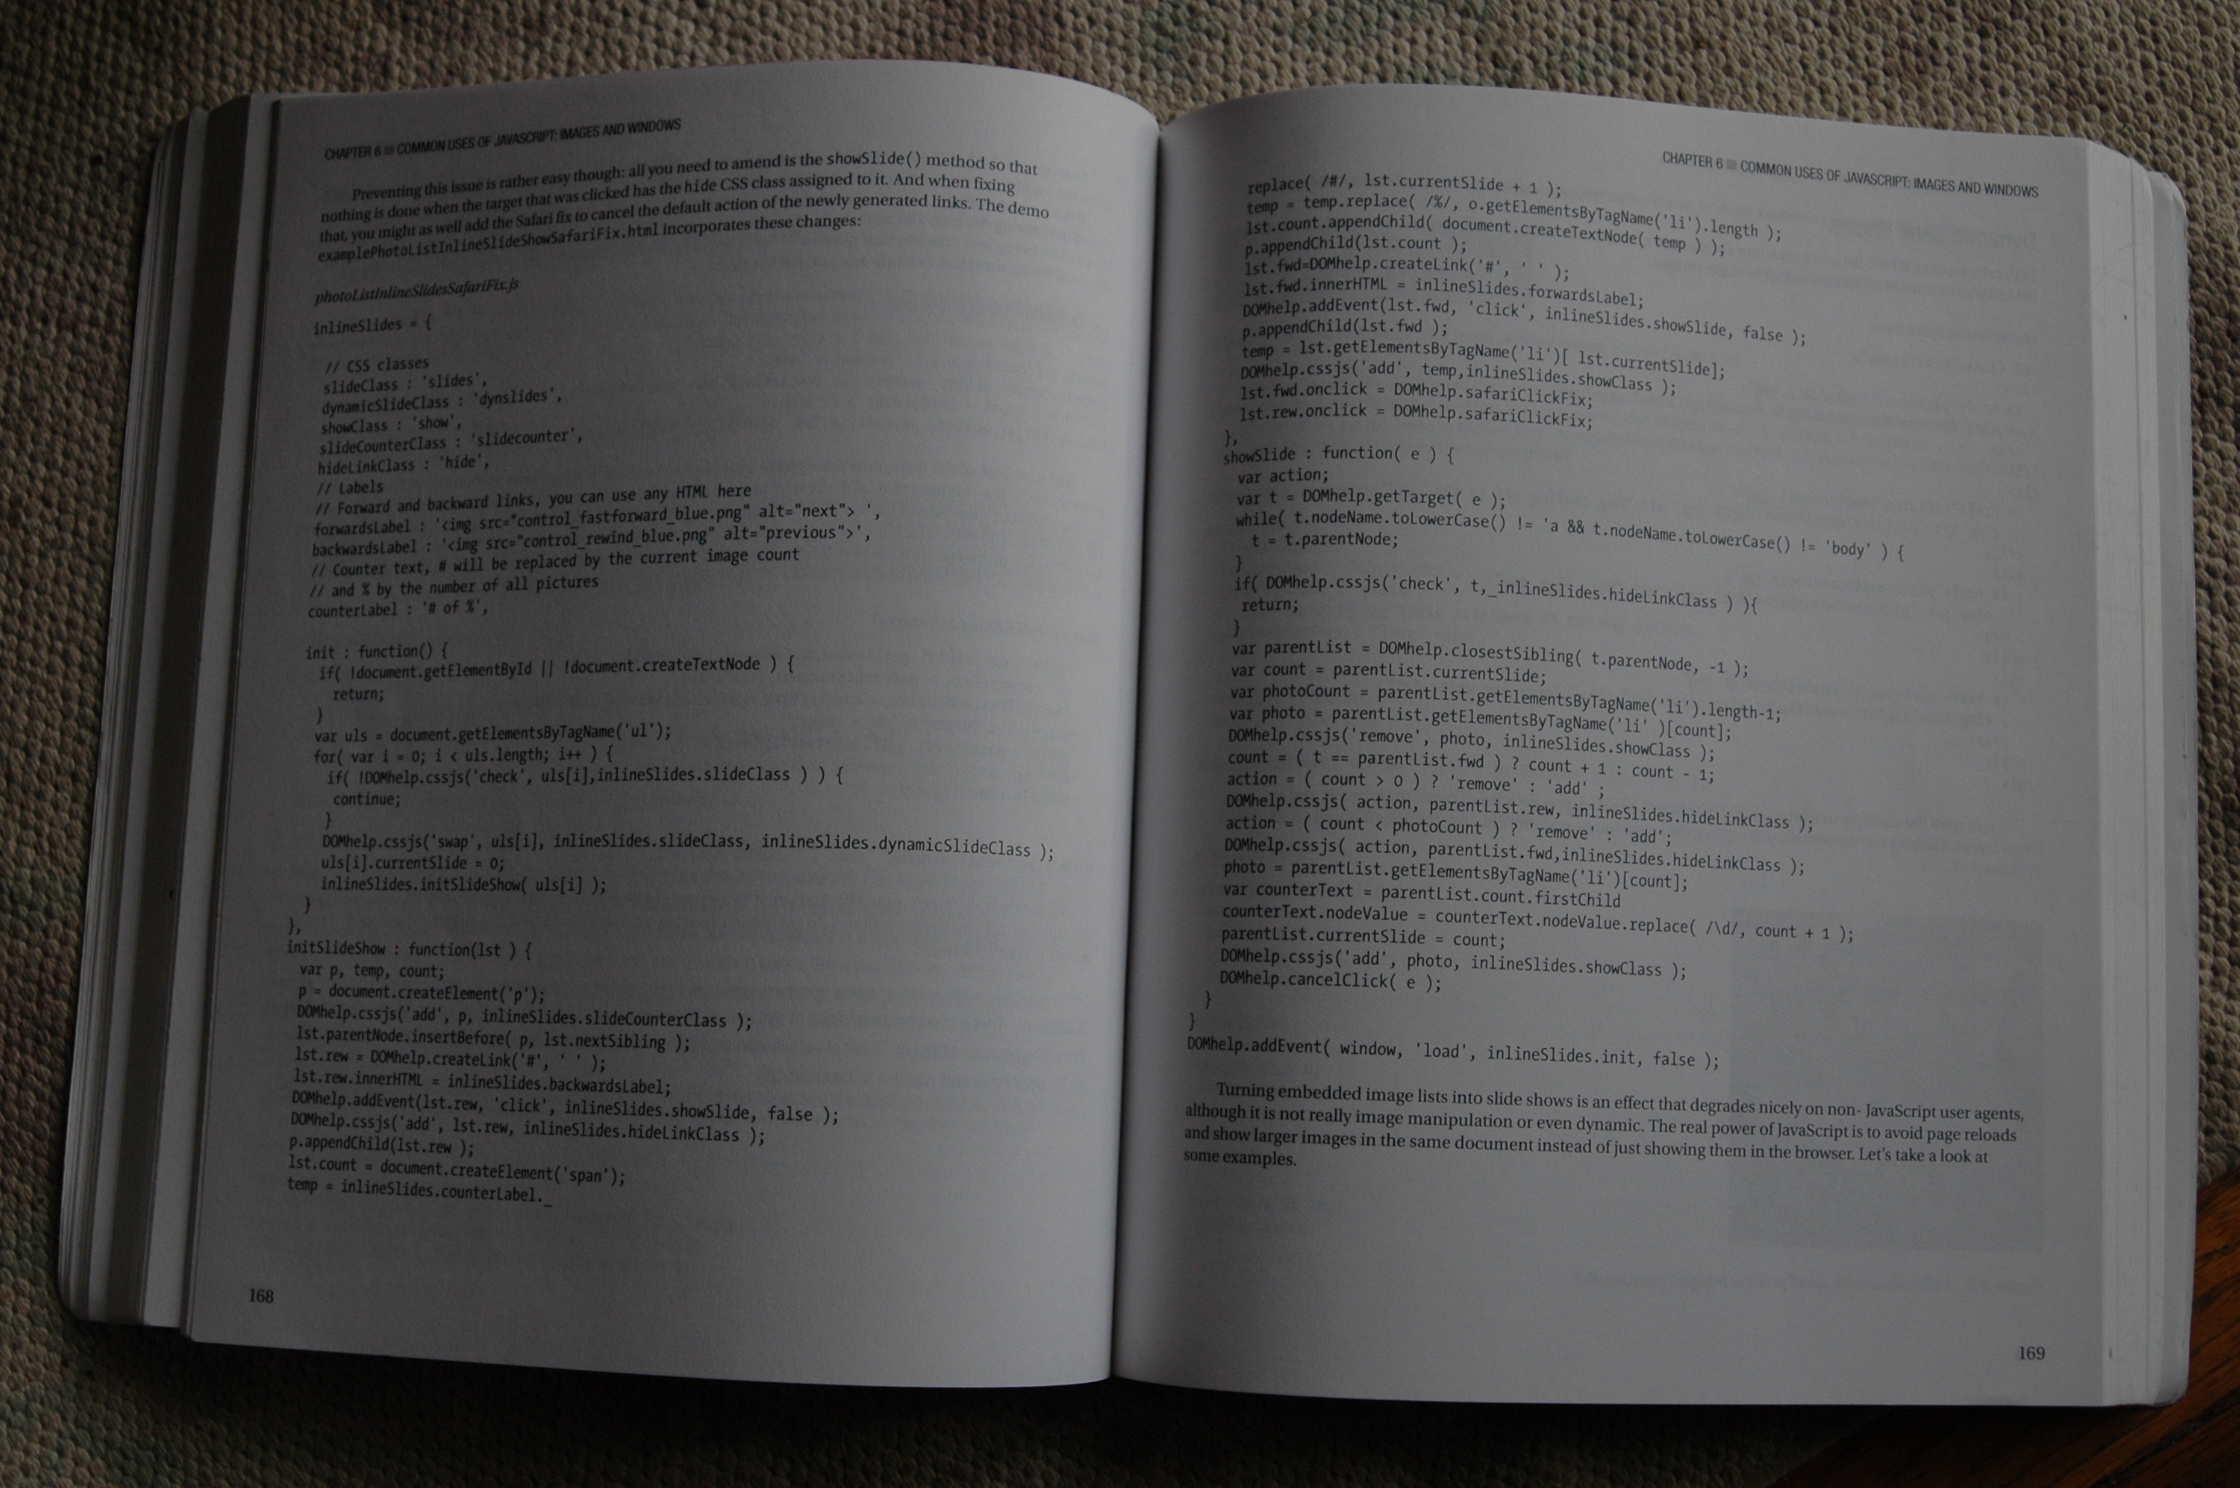 CHAPTER 6 ■ COMMON USES OF JAVASCRIPT: IMAGES AND WINDOWS
Preventing this issue is rather easy though: all you need to amend is the showSlide() method so that
nothing is done when the target that was clicked has the hide CSS class assigned to it. And when fixing
that, you might as well add the Safari fix to cancel the default action of the newly generated links. The demo
examplePhotoListInlineSlideShowSafariFix.html incorporates these changes:
photoListInlineSlidesSafariFix.js
inlineSlides = {
// CSS classes
slideClass : 'slides',
dynamicSlideClass : 'dynslides',
showClass : 'show',
slideCounterClass : 'slidecounter',
hideLinkClass : 'hide',
// Labels
// Forward and backward links, you can use any HTML here
forwardsLabel : '<img src="control_fastforward_blue.png" alt="next"> ',
backwardsLabel : '<img src="control_rewind_blue.png" alt="previous">',
// Counter text, # will be replaced by the current image count
// and % by the number of all pictures
counterLabel : '# of %',
init : function() {
if( !document.getElementById || !document.createTextNode ) {
return;
}
var uls = document.getElementsByTagName('ul');
for( var i = 0; i < uls.length; i++ ) {
if( !DOMhelp.cssjs('check', uls[i],inlineSlides.slideClass ) ) {
continue;
}
DOMhelp.cssjs('swap', uls[i], inlineSlides.slideClass, inlineSlides.dynamicSlideClass );
uls[i].currentSlide = 0;
inlineSlides.initSlideShow( uls[i] );
}
},
initSlideShow : function(lst ) {
var p, temp, count;
p = document.createElement('p');
DOMhelp.cssjs('add', p, inlineSlides.slideCounterClass );
lst.parentNode.insertBefore( p, lst.nextSibling );
lst.rew = DOMhelp.createLink('#', ' ' );
lst.rew.innerHTML = inlineSlides.backwardsLabel;
DOMhelp.addEvent(lst.rew, 'click', inlineSlides.showSlide, false );
DOMhelp.cssjs('add', lst.rew, inlineSlides.hideLinkClass );
p.appendChild(lst.rew );
lst.count = document.createElement('span');
temp = inlineSlides.counterLabel._
168
CHAPTER 6 ■ COMMON USES OF JAVASCRIPT: IMAGES AND WINDOWS
replace( /#/, lst.currentSlide + 1 );
temp = temp.replace( /%/, o.getElementsByTagName('li').length );
lst.count.appendChild( document.createTextNode( temp ) );
p.appendChild(lst.count );
lst.fwd=DOMhelp.createLink('#', ' ' );
lst.fwd.innerHTML = inlineSlides.forwardsLabel;
DOMhelp.addEvent(lst.fwd, 'click', inlineSlides.showSlide, false );
p.appendChild(lst.fwd );
temp = lst.getElementsByTagName('li')[ lst.currentSlide];
DOMhelp.cssjs('add', temp,inlineSlides.showClass );
lst.fwd.onclick = DOMhelp.safariClickFix;
lst.rew.onclick = DOMhelp.safariClickFix;
},
showSlide : function( e ) {
var action;
var t = DOMhelp.getTarget( e );
while( t.nodeName.toLowerCase() != 'a && t.nodeName.toLowerCase() != 'body' ) {
t = t.parentNode;
}
if( DOMhelp.cssjs('check', t,_inlineSlides.hideLinkClass ) ){
return;
}
var parentList = DOMhelp.closestSibling( t.parentNode, -1 );
var count = parentList.currentSlide;
var photoCount = parentList.getElementsByTagName('li').length-1;
var photo = parentList.getElementsByTagName('li' )[count];
DOMhelp.cssjs('remove', photo, inlineSlides.showClass );
count = ( t == parentList.fwd ) ? count + 1 : count - 1;
action = ( count > 0 ) ? 'remove' : 'add' ;
DOMhelp.cssjs( action, parentList.rew, inlineSlides.hideLinkClass );
action = ( count < photoCount ) ? 'remove' : 'add';
DOMhelp.cssjs( action, parentList.fwd,inlineSlides.hideLinkClass );
photo = parentList.getElementsByTagName('li')[count];
var counterText = parentList.count.firstChild
counterText.nodeValue = counterText.nodeValue.replace( /\d/, count + 1 );
parentList.currentSlide = count;
DOMhelp.cssjs('add', photo, inlineSlides.showClass );
DOMhelp.cancelClick( e );
}
}
DOMhelp.addEvent( window, 'load', inlineSlides.init, false );
Turning embedded image lists into slide shows is an effect that degrades nicely on non- JavaScript user agents,
although it is not really image manipulation or even dynamic. The real power of JavaScript is to avoid page reloads
and show larger images in the same document instead of just showing them in the browser. Let's take a look at
some examples.
169